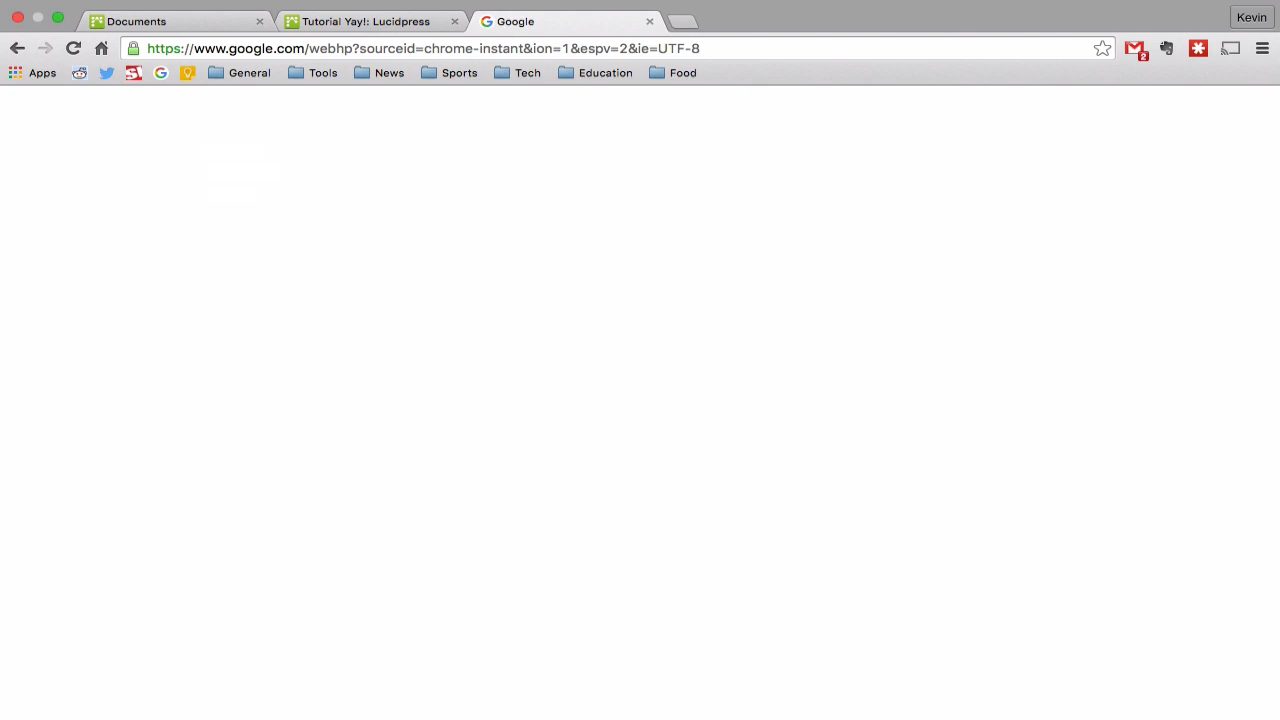 Documents Tutorial Yay!: Lucidpress Google Kevin
https://www.google.com/webhp?sourceid=chrome-instant&ion=1&espv=2&ie=UTF-8 2
Apps General Tools News Sports Tech Education Food